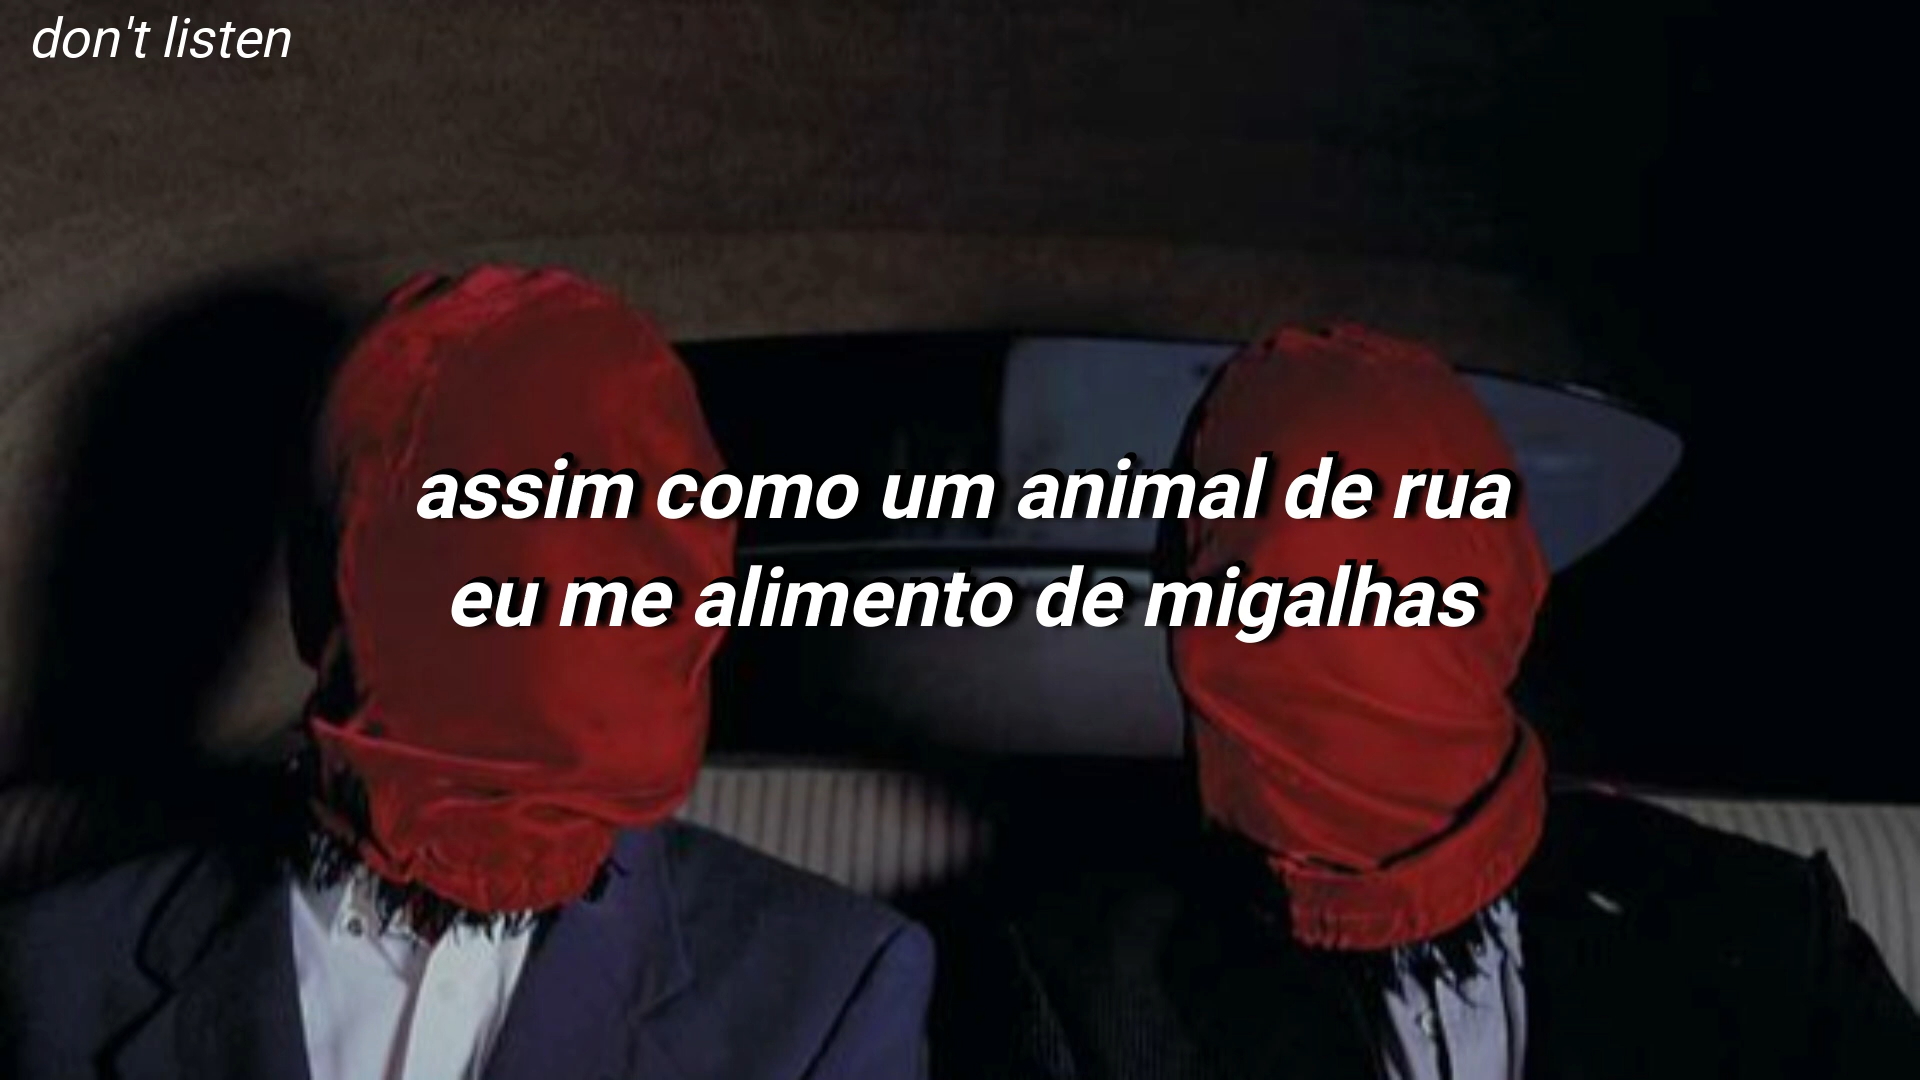 don't listen
assim como um animal de rua
eu me alimento de migalhas